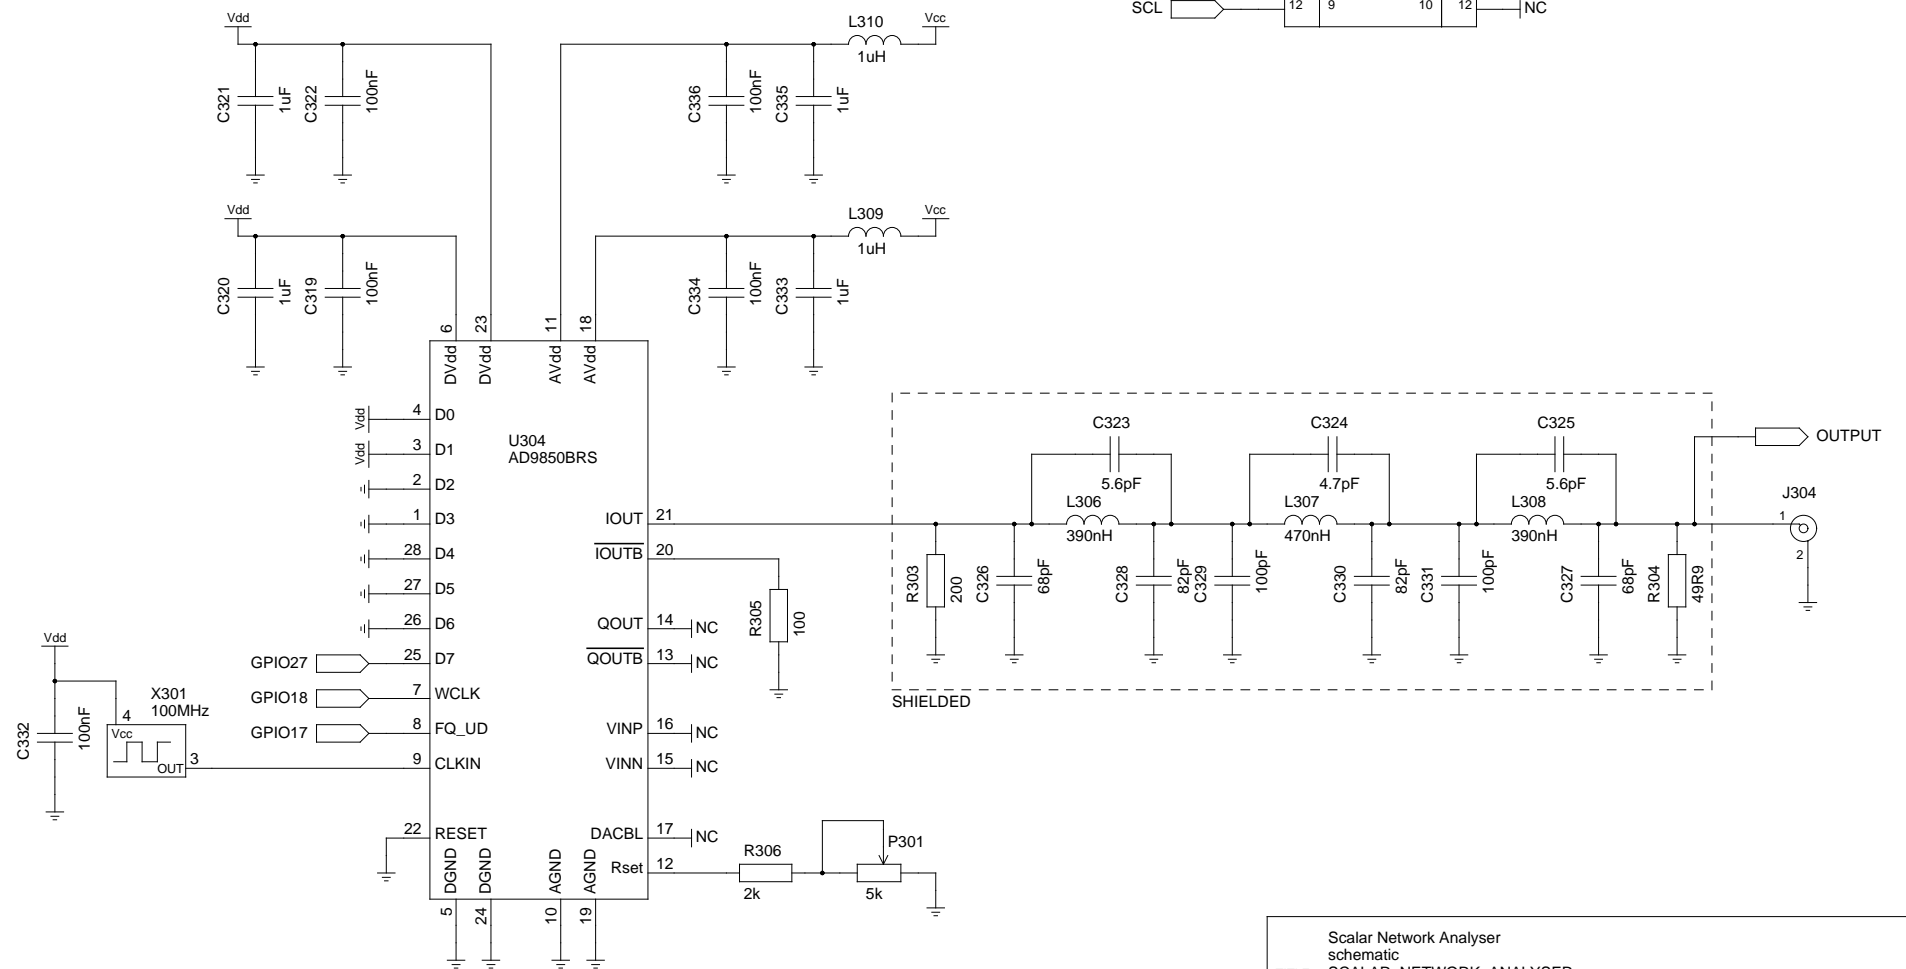 SCL 12 9 10 12 NC
Vdd
L310
Vcc
1uH
C321
1uF
C322
100nF
C336
100nF
C335
1uF
Vdd
L309
Vcc
1uH
C320
1uF
C319
100nF
C334
100nF
C333
1uF
6
23
11
18
DVdd
DVdd
AVdd
AVdd
U304
AD9850BRS
Vdd 4 D0
Vdd 3 D1
2 D2
1 D3
28 D4
27 D5
26 D6
GPIO27 25 D7
GPIO18 7 WCLK
GPIO17 8 FQ_UD
9 CLKIN
22 RESET
IOUT 21
IOUTB 20
QOUT 14 NC
QOUTB 13 NC
VINP 16 NC
VINN 15 NC
DACBL 17 NC
Rset 12
DGND
DGND
AGND
AGND
5
24
10
19
Vdd
C332
100nF
X301
100MHz
4
Vcc
OUT
3
R305
100
R306
2k
P301
5k
C323
5.6pF
L306
390nH
C324
4.7pF
L307
470nH
C325
5.6pF
L308
390nH
OUTPUT
J304
1
2
R303
200
C326
68pF
C328
82pF
C329
100pF
C330
82pF
C331
100pF
C327
68pF
R304
49R9
SHIELDED
Scalar Network Analyser
schematic